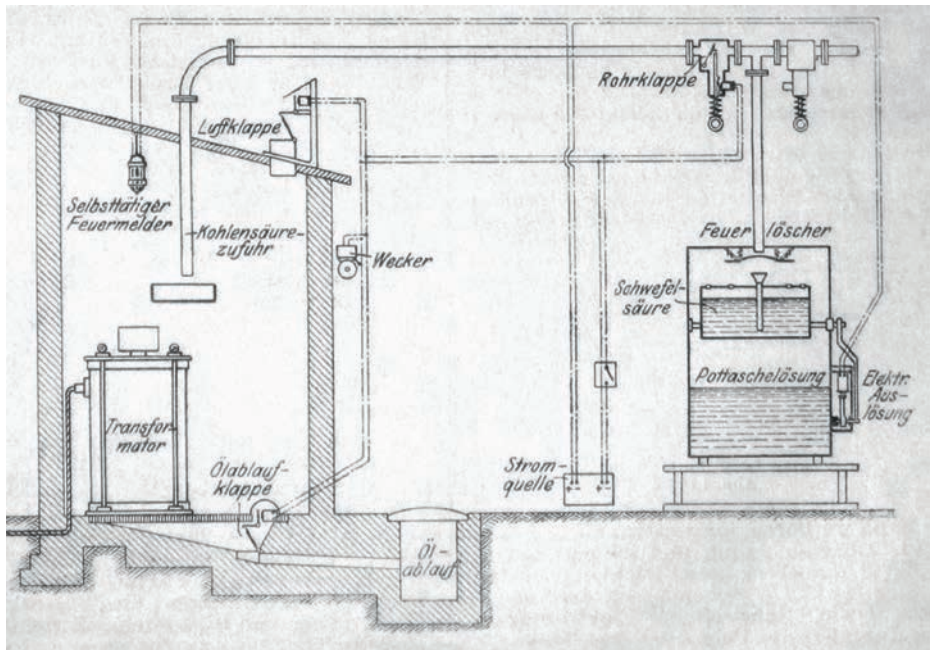 Rohrklappe
Luftklappe
Selbsttätiger
Feuermelder
Kohlensäure-
zufuhr
Wecker
Feuer löscher
Schwefel-
säure
Pottaschelösung
Elektr.
Aus-
lösung
Transfor-
mator
Ölablauf-
klappe
Strom-
quelle
+ -
+ -
Öl-
ablauf